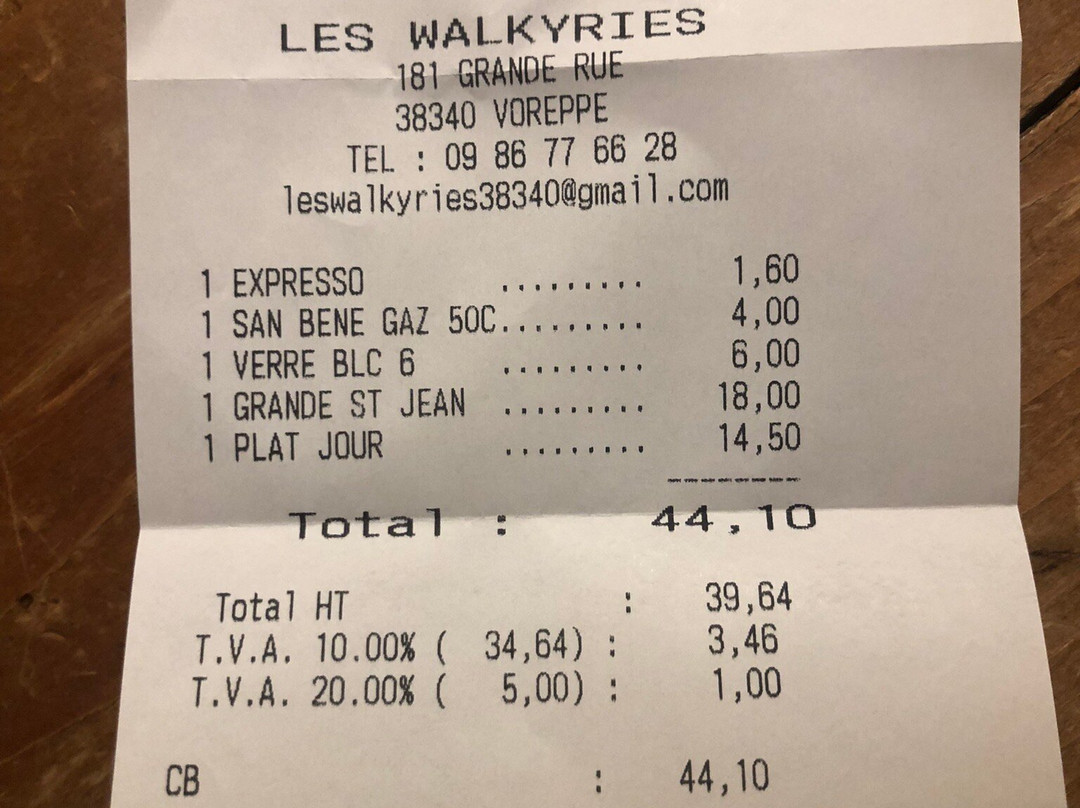 LES WALKYRIES
181 GRANDE RUE
38340 VOREPPE
TEL : 09 86 77 66 28
leswalkyries38340@gmail.com
1 EXPRESSO ......... 1,60
1 SAN BENE GAZ 50C......... 4,00
1 VERRE BLC 6 ......... 6,00
1 GRANDE ST JEAN ......... 18,00
1 PLAT JOUR ......... 14,50
Total : 44,10
Total HT : 39,64
T.V.A. 10.00% ( 34,64) : 3,46
T.V.A. 20.00% ( 5,00) : 1,00
CB : 44,10